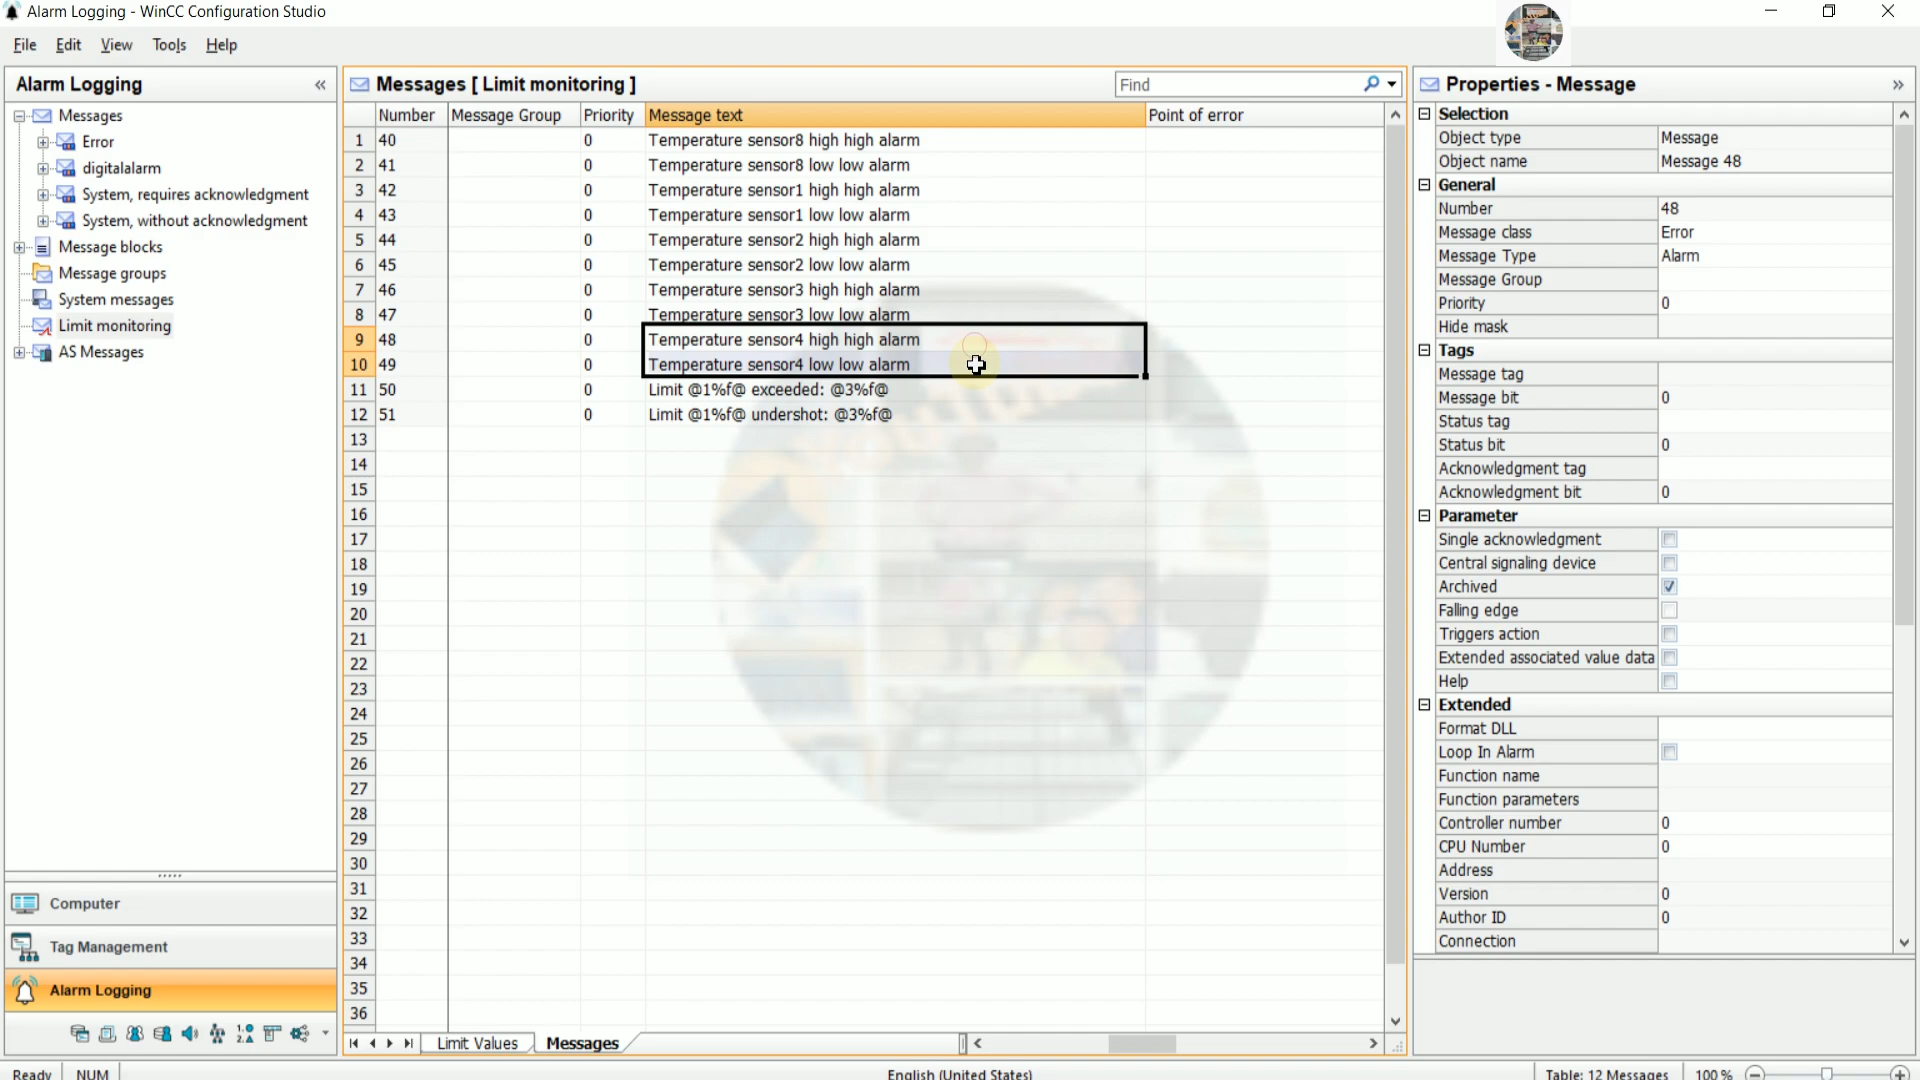 Alarm Logging - WinCC Configuration Studio
File Edit View Tools Help
Alarm Logging «
Messages
Error
digitalalarm
System, requires acknowledgment
System, without acknowledgment
Message blocks
Message groups
System messages
Limit monitoring
AS Messages
Computer
Tag Management
Alarm Logging
Messages [ Limit monitoring ] Find
Number Message Group Priority Message text Point of error
1 40 0 Temperature sensor8 high high alarm
2 41 0 Temperature sensor8 low low alarm
3 42 0 Temperature sensor1 high high alarm
4 43 0 Temperature sensor1 low low alarm
5 44 0 Temperature sensor2 high high alarm
6 45 0 Temperature sensor2 low low alarm
7 46 0 Temperature sensor3 high high alarm
8 47 0 Temperature sensor3 low low alarm
9 48 0 Temperature sensor4 high high alarm
10 49 0 Temperature sensor4 low low alarm
11 50 0 Limit @1%f@ exceeded: @3%f@
12 51 0 Limit @1%f@ undershot: @3%f@
13
14
15
16
17
18
19
20
21
22
23
24
25
26
27
28
29
30
31
32
33
34
35
36
Limit Values Messages
Properties - Message »
Selection
Object type Message
Object name Message 48
General
Number 48
Message class Error
Message Type Alarm
Message Group
Priority 0
Hide mask
Tags
Message tag
Message bit 0
Status tag
Status bit 0
Acknowledgment tag
Acknowledgment bit 0
Parameter
Single acknowledgment
Central signaling device
Archived
Falling edge
Triggers action
Extended associated value data
Help
Extended
Format DLL
Loop In Alarm
Function name
Function parameters
Controller number 0
CPU Number 0
Address
Version 0
Author ID 0
Connection
Ready NUM English (United States) Table: 12 Messages 100 %